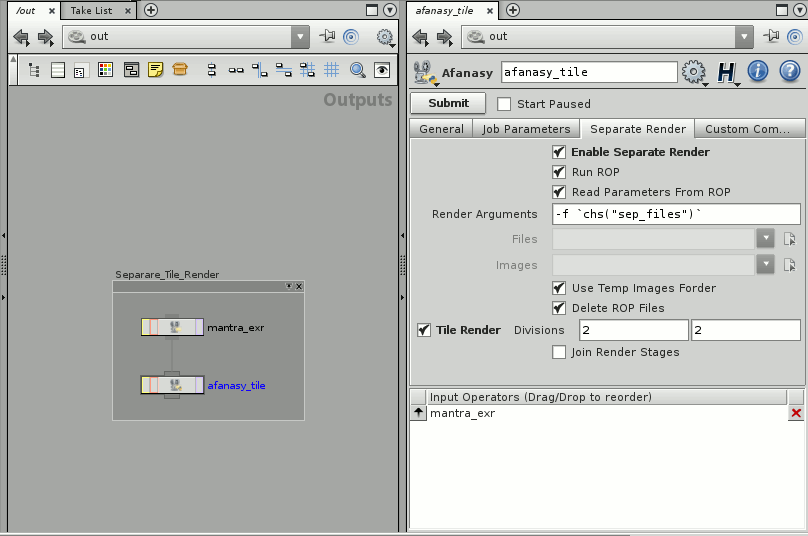 /out
Take List
out
Outputs
Separare_Tile_Render
mantra_exr
afanasy_tile
afanasy_tile
out
Afanasy
afanasy_tile
H
i
?
Submit
Start Paused
General
Job Parameters
Separate Render
Custom Com...
Enable Separate Render
Run ROP
Read Parameters From ROP
Render Arguments
-f `chs("sep_files")`
Files
Images
Use Temp Images Forder
Delete ROP Files
Tile Render
Divisions
2
2
Join Render Stages
Input Operators (Drag/Drop to reorder)
mantra_exr